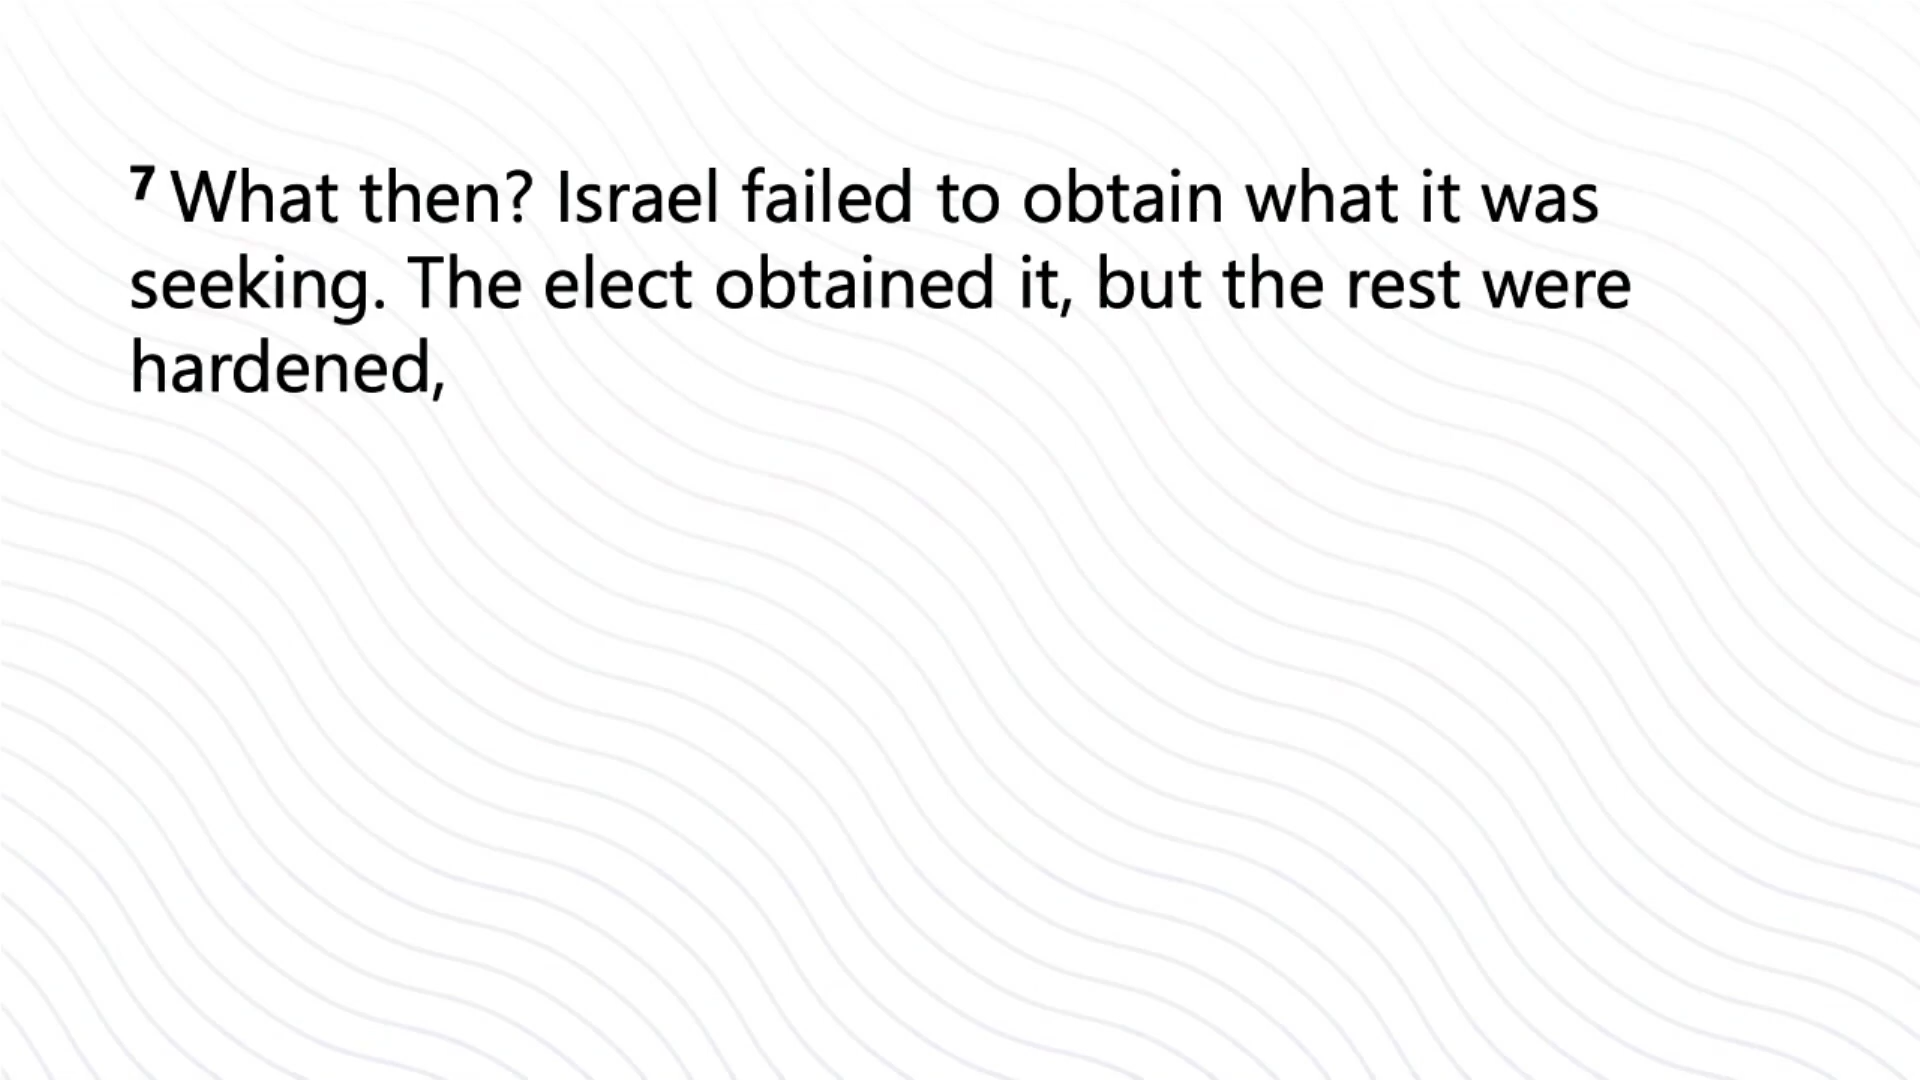 7 What then? Israel failed to obtain what it was
seeking. The elect obtained it, but the rest were
hardened,